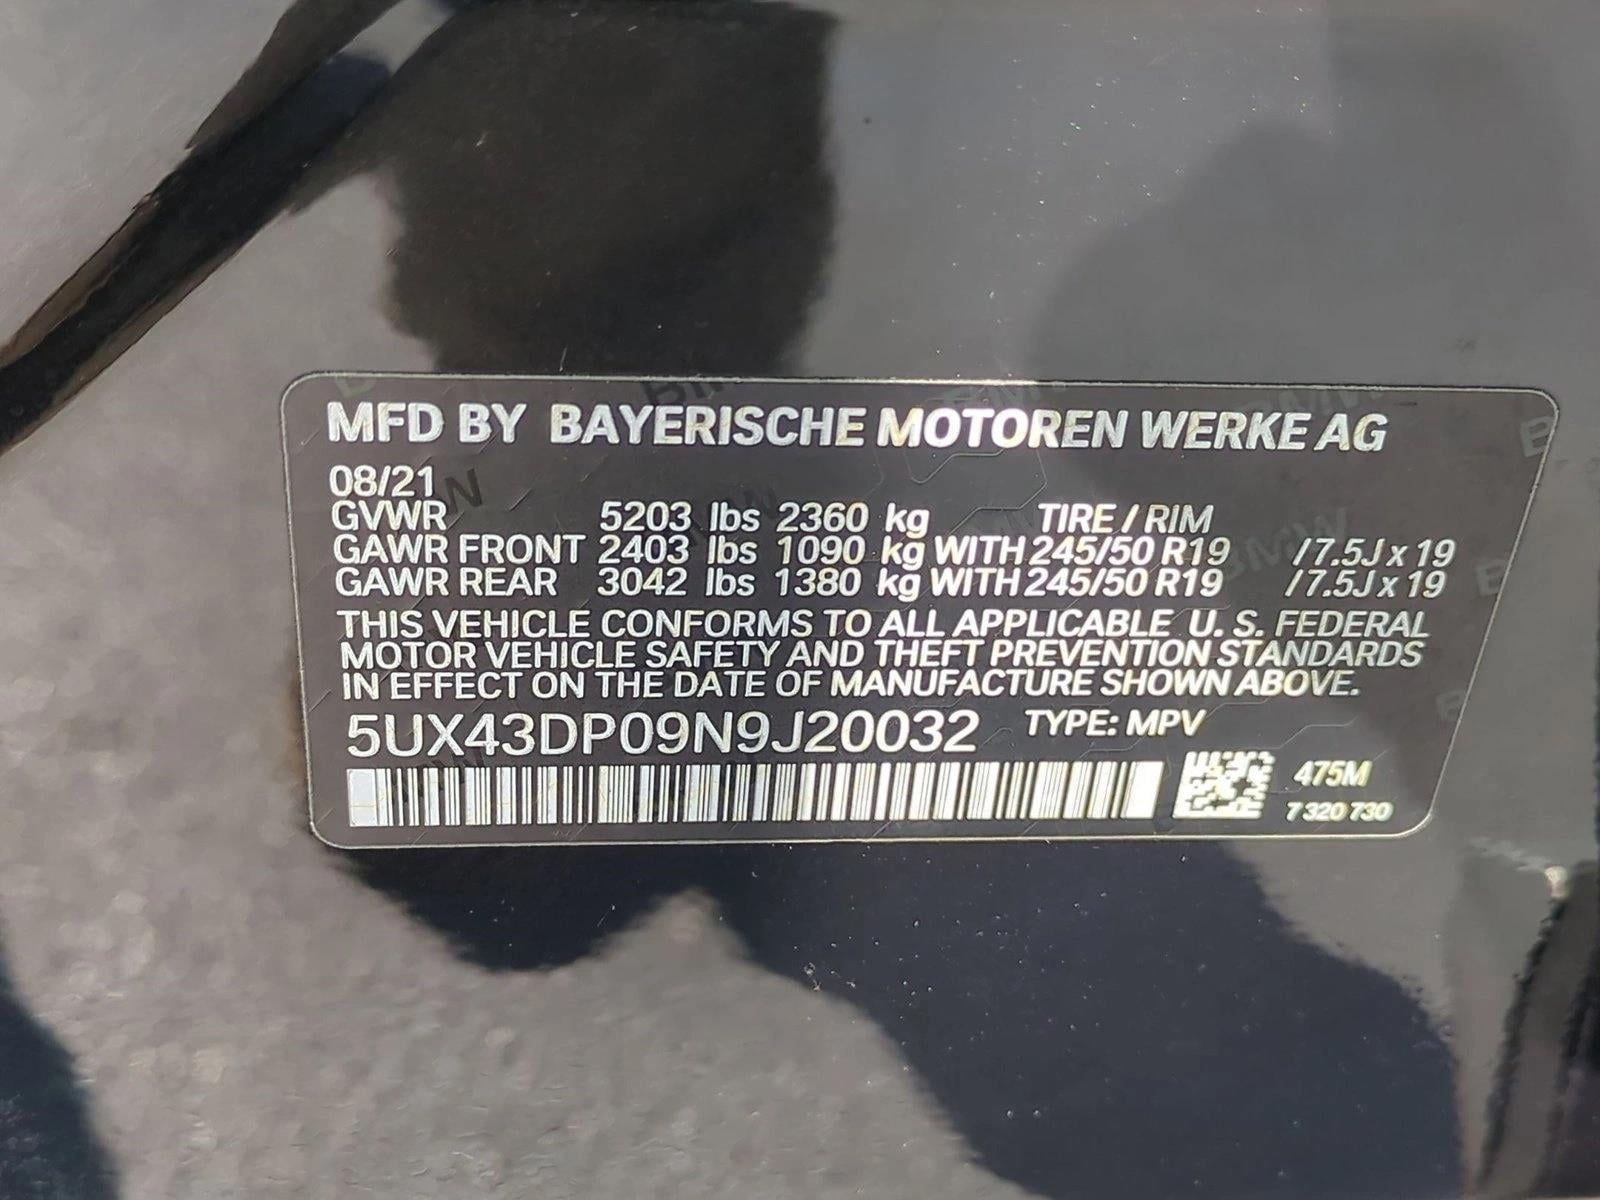 MFD BY BAYERISCHE MOTOREN WERKE AG
08/21
GVWR 5203 lbs 2360 kg TIRE / RIM
GAWR FRONT 2403 lbs 1090 kg WITH 245/50 R19 /7.5J x 19
GAWR REAR 3042 lbs 1380 kg WITH 245/50 R19 /7.5J x 19
THIS VEHICLE CONFORMS TO ALL APPLICABLE U. S. FEDERAL
MOTOR VEHICLE SAFETY AND THEFT PREVENTION STANDARDS
IN EFFECT ON THE DATE OF MANUFACTURE SHOWN ABOVE.
5UX43DP09N9J20032 TYPE: MPV
475M
7 320 730